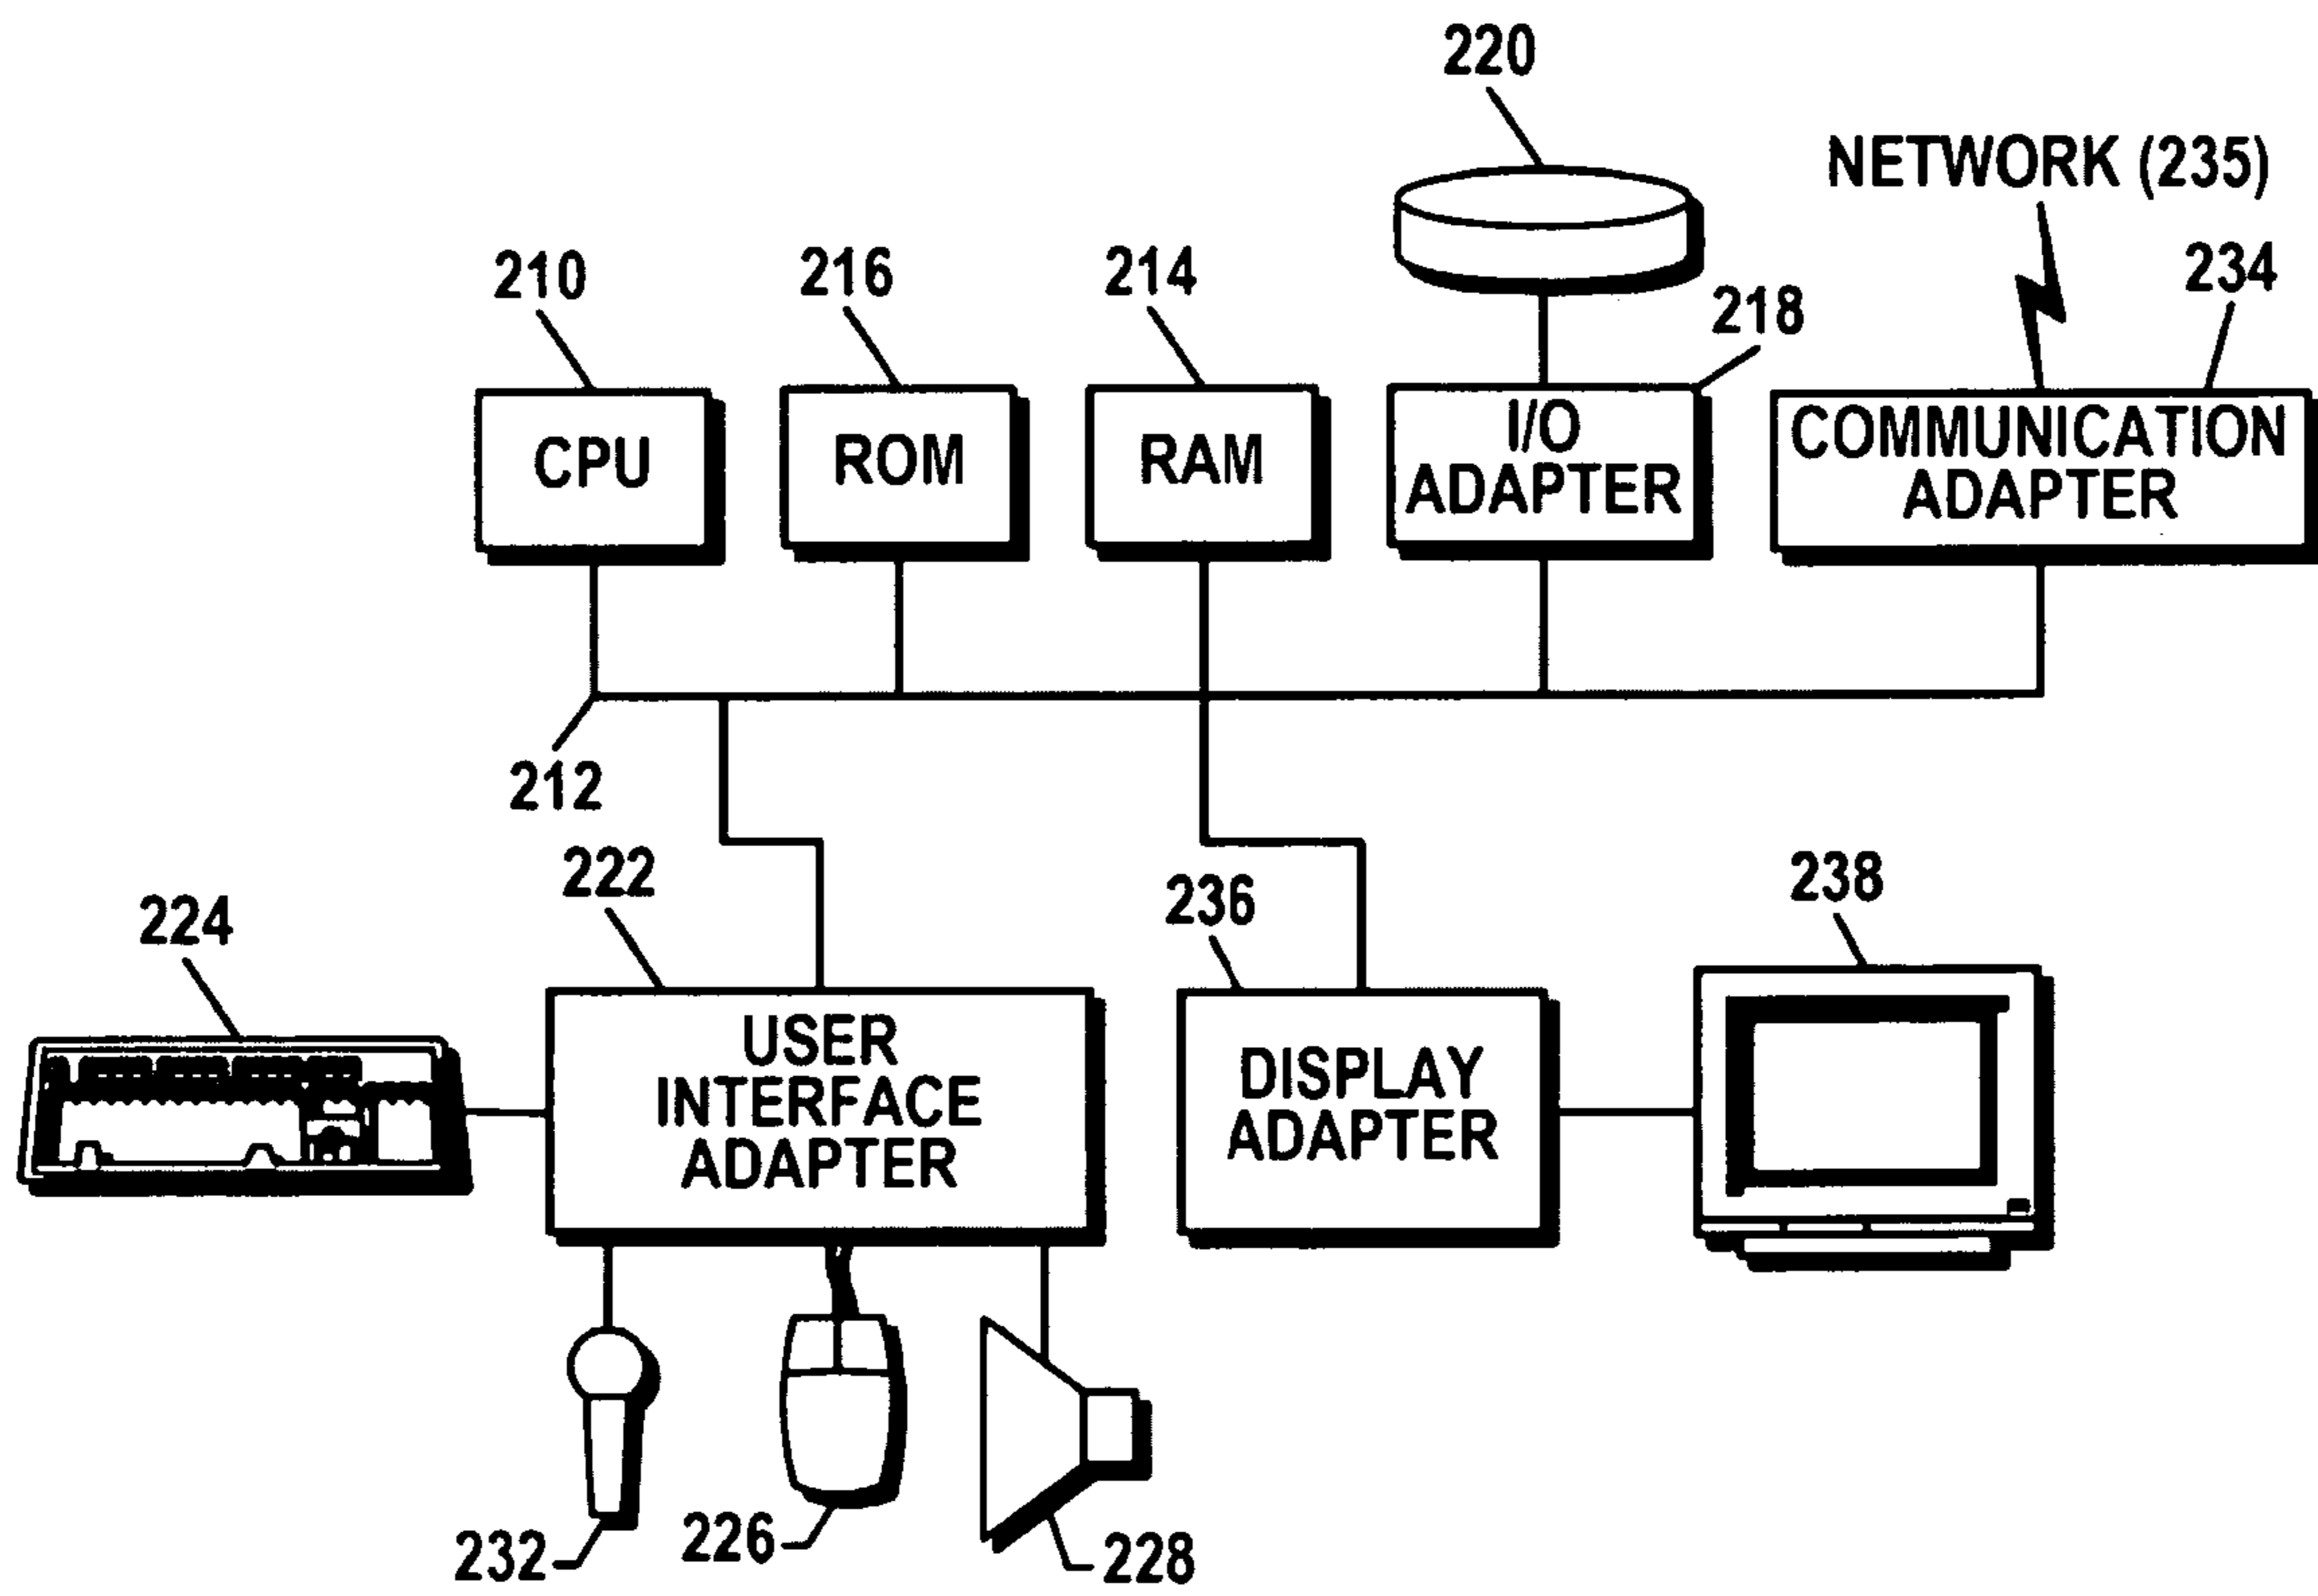 220
NETWORK (235)
210
216
214
218
234
CPU
ROM
RAM
I/O
ADAPTER
COMMUNICATION
ADAPTER
212
222
224
236
238
USER
INTERFACE
ADAPTER
DISPLAY
ADAPTER
232
226
228